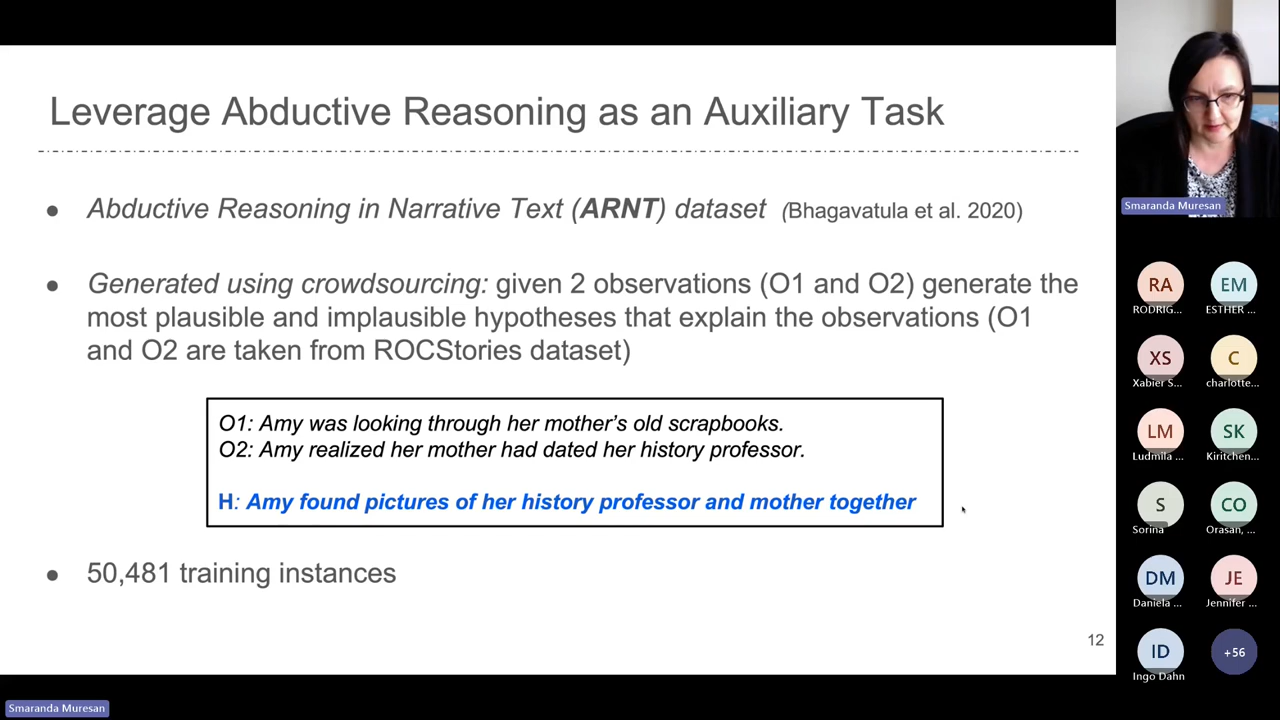 Leverage Abductive Reasoning as an Auxiliary Task
● Abductive Reasoning in Narrative Text (ARNT) dataset (Bhagavatula et al. 2020)
● Generated using crowdsourcing: given 2 observations (O1 and O2) generate the
most plausible and implausible hypotheses that explain the observations (O1
and O2 are taken from ROCStories dataset)
O1: Amy was looking through her mother's old scrapbooks.
O2: Amy realized her mother had dated her history professor.
H: Amy found pictures of her history professor and mother together
● 50,481 training instances
12
Smaranda Muresan
RA
RODRIG...
EM
ESTHER ...
XS
Xabier S...
C
charlotte...
LM
Ludmila ...
SK
Kiritchen...
S
Sorina
CO
Orasan, ...
DM
Daniela ...
JE
Jennifer ...
ID
Ingo Dahn
+56
Smaranda Muresan